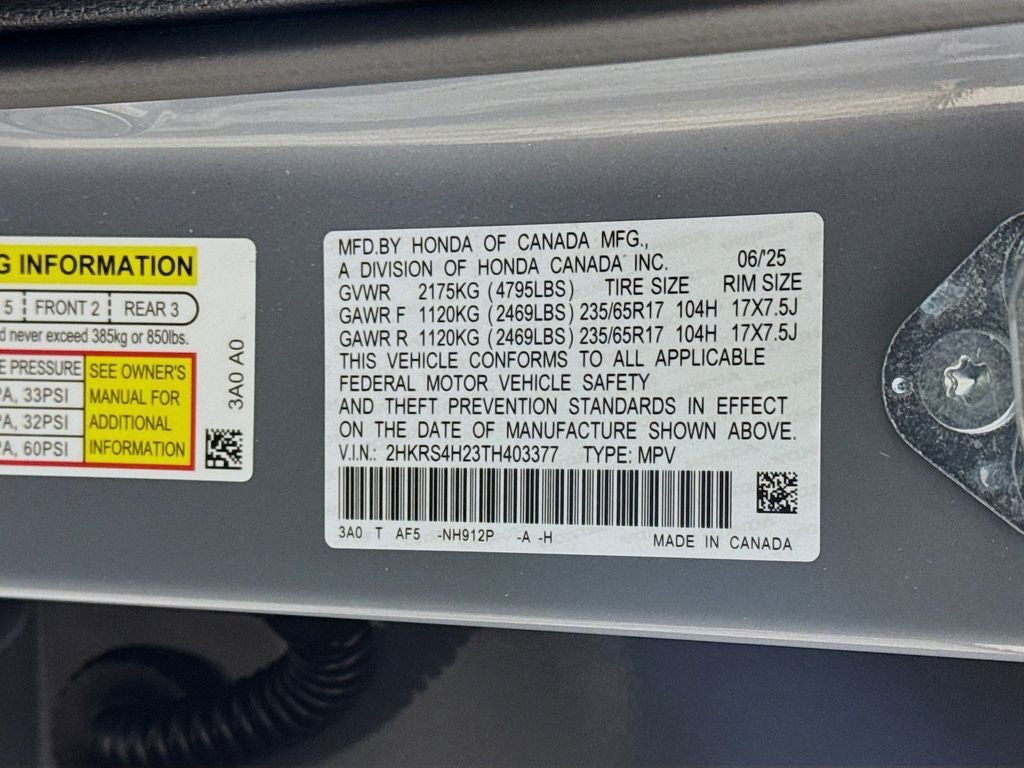 G INFORMATION
5 FRONT 2 REAR 3
d never exceed 385kg or 850lbs.
E PRESSURE
PA, 33PSI
PA, 32PSI
PA, 60PSI
SEE OWNER'S
MANUAL FOR
ADDITIONAL
INFORMATION
3A0 A0
MFD.BY HONDA OF CANADA MFG.,
A DIVISION OF HONDA CANADA INC. 06/'25
GVWR 2175KG (4795LBS) TIRE SIZE RIM SIZE
GAWR F 1120KG (2469LBS) 235/65R17 104H 17X7.5J
GAWR R 1120KG (2469LBS) 235/65R17 104H 17X7.5J
THIS VEHICLE CONFORMS TO ALL APPLICABLE
FEDERAL MOTOR VEHICLE SAFETY
AND THEFT PREVENTION STANDARDS IN EFFECT
ON THE DATE OF MANUFACTURE SHOWN ABOVE.
V.I.N.: 2HKRS4H23TH403377 TYPE: MPV
3A0 T AF5 -NH912P -A -H MADE IN CANADA